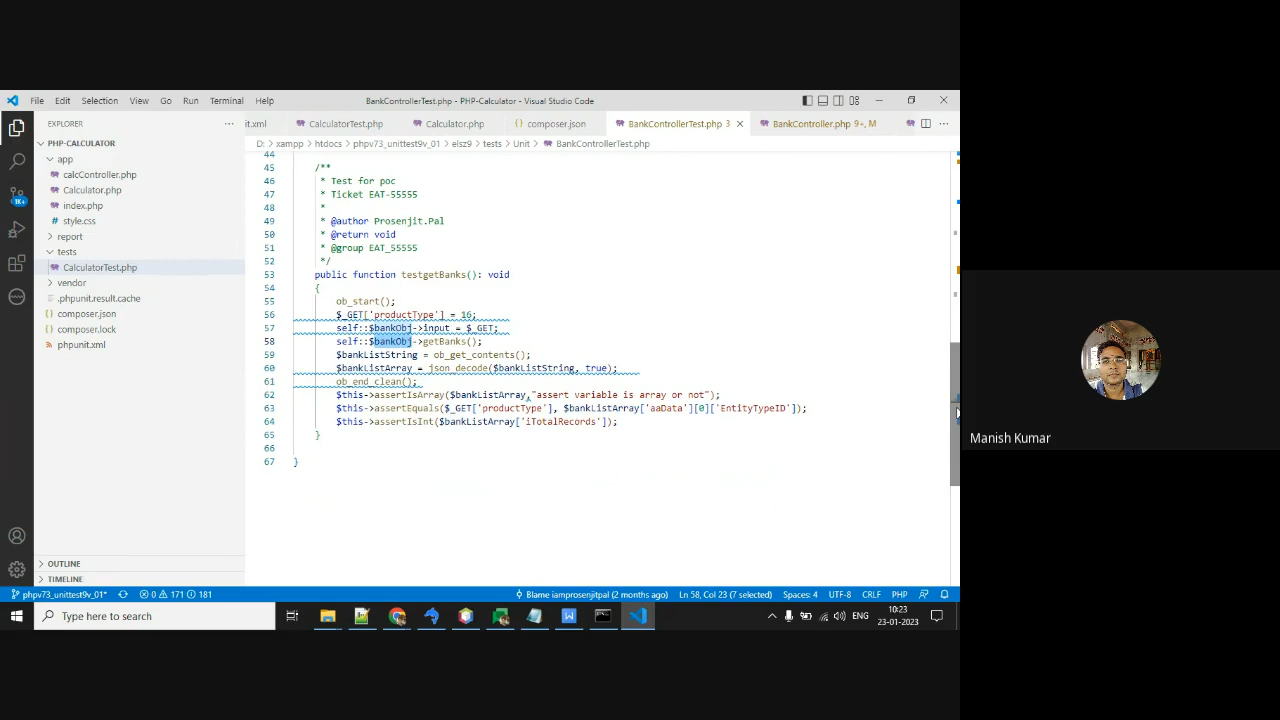 File Edit Selection View Go Run Terminal Help
BankControllerTest.php - PHP-Calculator - Visual Studio Code
EXPLORER
it.xml CalculatorTest.php Calculator.php composer.json BankControllerTest.php 3 BankController.php 9+, M
D: > xampp > htdocs > phpv73_unittest9v_01 > elsz9 > tests > Unit > BankControllerTest.php
PHP-CALCULATOR
app
calcController.php
Calculator.php
index.php
style.css
report
tests
CalculatorTest.php
vendor
.phpunit.result.cache
composer.json
composer.lock
phpunit.xml
OUTLINE
TIMELINE
1K+
44
45 /**
46 * Test for poc
47 * Ticket EAT-55555
48 *
49 * @author Prosenjit.Pal
50 * @return void
51 * @group EAT_55555
52 */
53 public function testgetBanks(): void
54 {
55 ob_start();
56 $_GET['productType'] = 16;
57 self::$bankObj->input = $_GET;
58 self::$bankObj->getBanks();
59 $bankListString = ob_get_contents();
60 $bankListArray = json_decode($bankListString, true);
61 ob_end_clean();
62 $this->assertIsArray($bankListArray,"assert variable is array or not");
63 $this->assertEquals($_GET['productType'], $bankListArray['aaData'][0]['EntityTypeID']);
64 $this->assertIsInt($bankListArray['iTotalRecords']);
65 }
66
67 }
phpv73_unittest9v_01* 0 171 181 Blame iamprosenjitpal (2 months ago) Ln 58, Col 23 (7 selected) Spaces: 4 UTF-8 CRLF PHP
Type here to search
ENG
10:23
23-01-2023
Manish Kumar